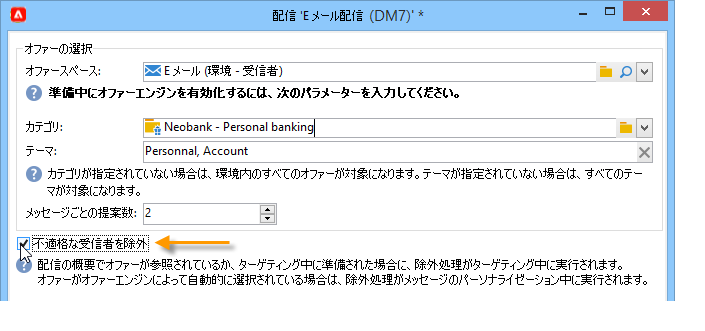 配信 'Eメール配信 (DM7)' *
オファーの選択
オファースペース:
Eメール (環境 - 受信者)
準備中にオファーエンジンを有効化するには、次のパラメーターを入力してください。
カテゴリ:
Neobank - Personal banking
テーマ:
Personnal, Account
カテゴリが指定されていない場合は、環境内のすべてのオファーが対象になります。テーマが指定されていない場合は、すべてのテー
マが対象になります。
メッセージごとの提案数:
2
不適格な受信者を除外
配信の概要でオファーが参照されているか、ターゲティング中に準備された場合に、除外処理がターゲティング中に実行されます。
オファーがオファーエンジンによって自動的に選択されている場合は、除外処理がメッセージのパーソナライゼーション中に実行されます。